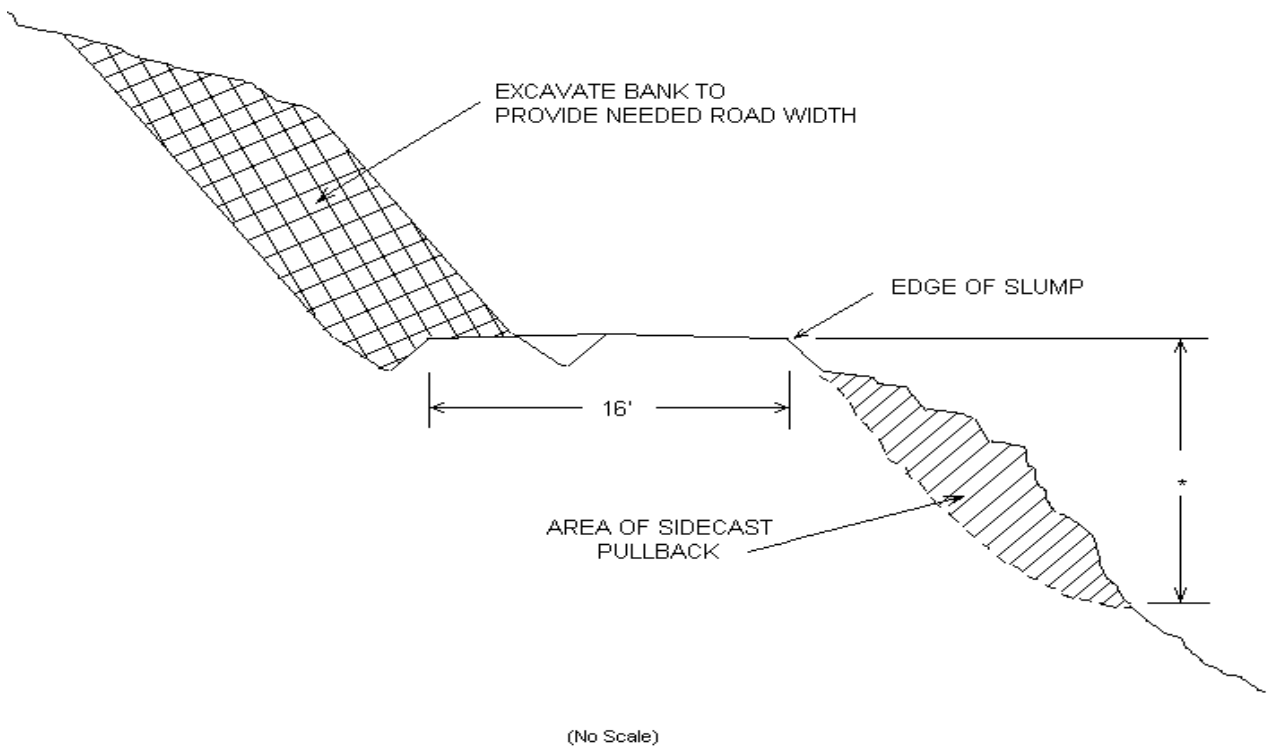 EXCAVATE BANK TO
PROVIDE NEEDED ROAD WIDTH
EDGE OF SLUMP
16'
*
AREA OF SIDECAST
PULLBACK
(No Scale)